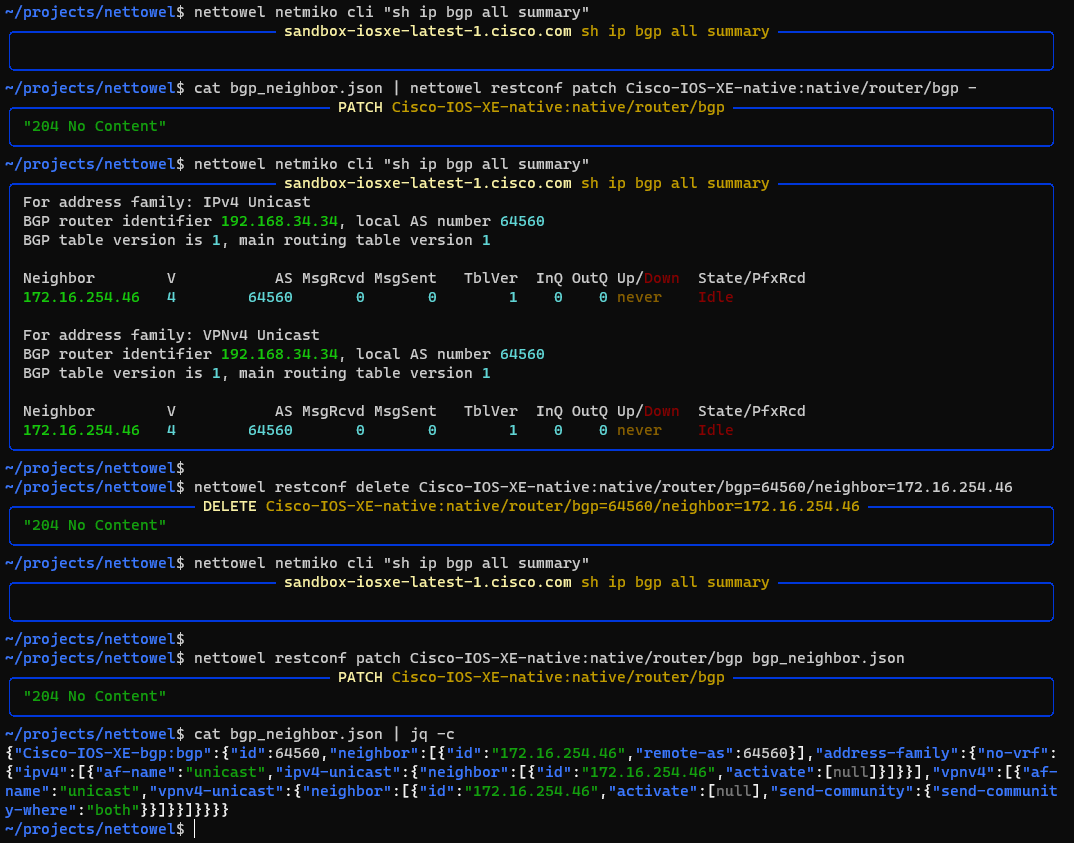 ~/projects/nettowel$ nettowel netmiko cli "sh ip bgp all summary"
sandbox-iosxe-latest-1.cisco.com sh ip bgp all summary
~/projects/nettowel$ cat bgp_neighbor.json | nettowel restconf patch Cisco-IOS-XE-native:native/router/bgp -
PATCH Cisco-IOS-XE-native:native/router/bgp
"204 No Content"
~/projects/nettowel$ nettowel netmiko cli "sh ip bgp all summary"
sandbox-iosxe-latest-1.cisco.com sh ip bgp all summary
For address family: IPv4 Unicast
BGP router identifier 192.168.34.34, local AS number 64560
BGP table version is 1, main routing table version 1
Neighbor        V           AS MsgRcvd MsgSent   TblVer  InQ OutQ Up/Down  State/PfxRcd
172.16.254.46   4        64560       0       0        1    0    0 never    Idle
For address family: VPNv4 Unicast
BGP router identifier 192.168.34.34, local AS number 64560
BGP table version is 1, main routing table version 1
Neighbor        V           AS MsgRcvd MsgSent   TblVer  InQ OutQ Up/Down  State/PfxRcd
172.16.254.46   4        64560       0       0        1    0    0 never    Idle
~/projects/nettowel$
~/projects/nettowel$ nettowel restconf delete Cisco-IOS-XE-native:native/router/bgp=64560/neighbor=172.16.254.46
DELETE Cisco-IOS-XE-native:native/router/bgp=64560/neighbor=172.16.254.46
"204 No Content"
~/projects/nettowel$ nettowel netmiko cli "sh ip bgp all summary"
sandbox-iosxe-latest-1.cisco.com sh ip bgp all summary
~/projects/nettowel$
~/projects/nettowel$ nettowel restconf patch Cisco-IOS-XE-native:native/router/bgp bgp_neighbor.json
PATCH Cisco-IOS-XE-native:native/router/bgp
"204 No Content"
~/projects/nettowel$ cat bgp_neighbor.json | jq -c
{"Cisco-IOS-XE-bgp:bgp":{"id":64560,"neighbor":[{"id":"172.16.254.46","remote-as":64560}],"address-family":{"no-vrf":
{"ipv4":[{"af-name":"unicast","ipv4-unicast":{"neighbor":[{"id":"172.16.254.46","activate":[null]}]}}],"vpnv4":[{"af-
name":"unicast","vpnv4-unicast":{"neighbor":[{"id":"172.16.254.46","activate":[null],"send-community":{"send-communit
y-where":"both"}}]}}]}}}}
~/projects/nettowel$